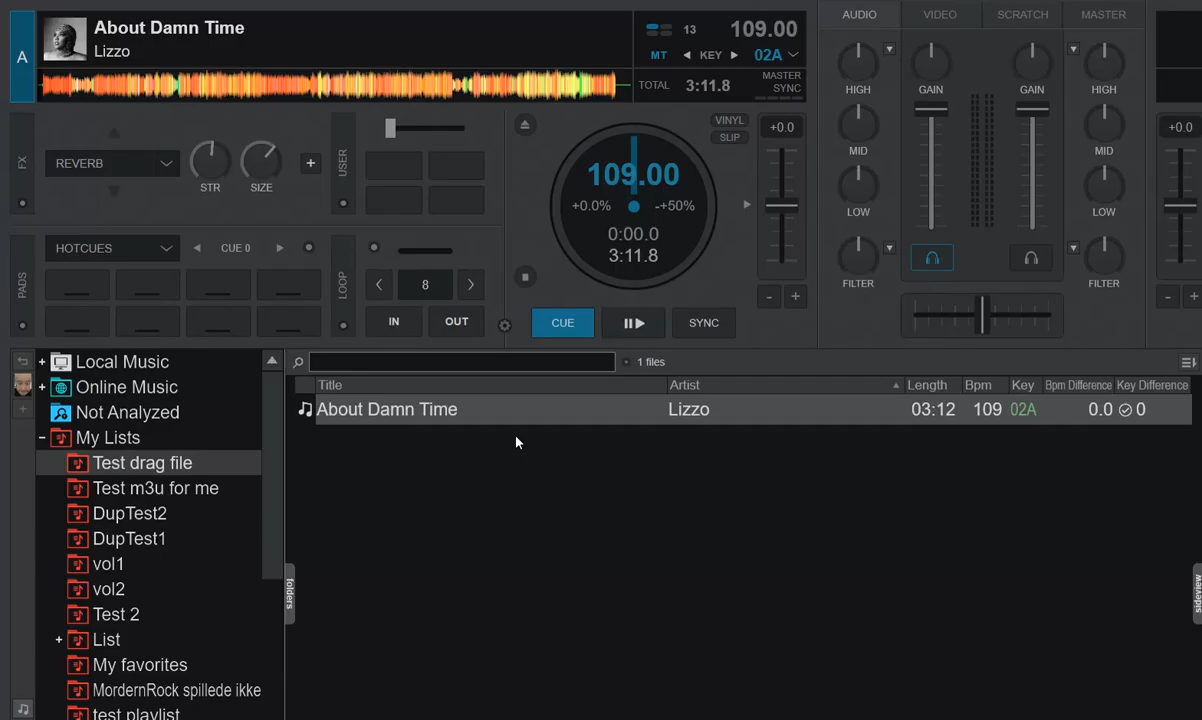 A
About Damn Time
Lizzo
13
109.00
MT
KEY
02A
TOTAL
3:11.8
MASTER
SYNC
AUDIO
VIDEO
SCRATCH
MASTER
HIGH
GAIN
GAIN
HIGH
MID
MID
LOW
LOW
FILTER
FILTER
FX
REVERB
STR
SIZE
+
USER
VINYL
SLIP
+0.0
+0.0
109.00
+0.0%
-+50%
0:00.0
3:11.8
PADS
HOTCUES
CUE 0
LOOP
8
IN
OUT
CUE
SYNC
-
+
-
+
Local Music
Online Music
Not Analyzed
My Lists
Test drag file
Test m3u for me
DupTest2
DupTest1
vol1
vol2
Test 2
List
My favorites
MordernRock spillede ikke
test playlist
folders
1 files
Title
Artist
Length
Bpm
Key
Bpm Difference
Key Difference
About Damn Time
Lizzo
03:12
109
02A
0.0
0
sideview